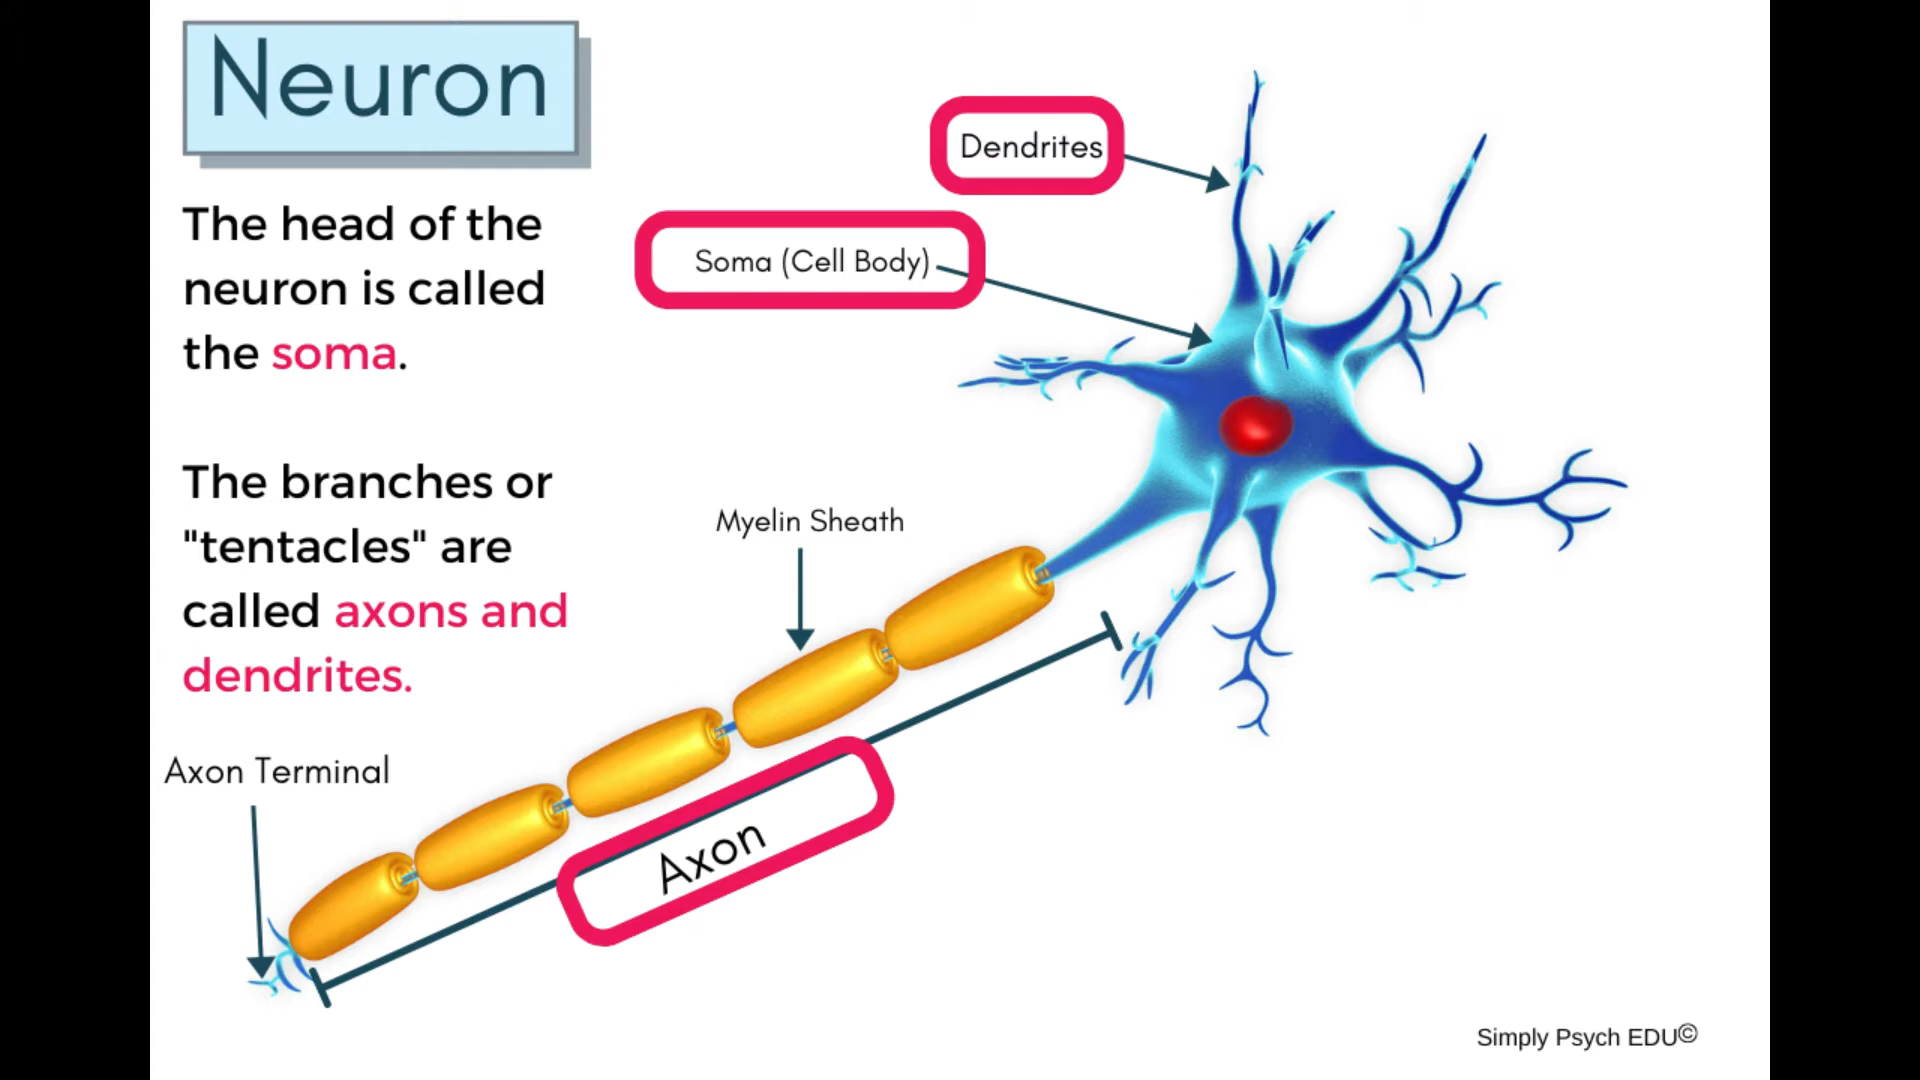 Neuron
The head of the
neuron is called
the soma.
The branches or
"tentacles" are
called axons and
dendrites.
Dendrites
Soma (Cell Body)
Myelin Sheath
Axon Terminal
Axon
Simply Psych EDU©